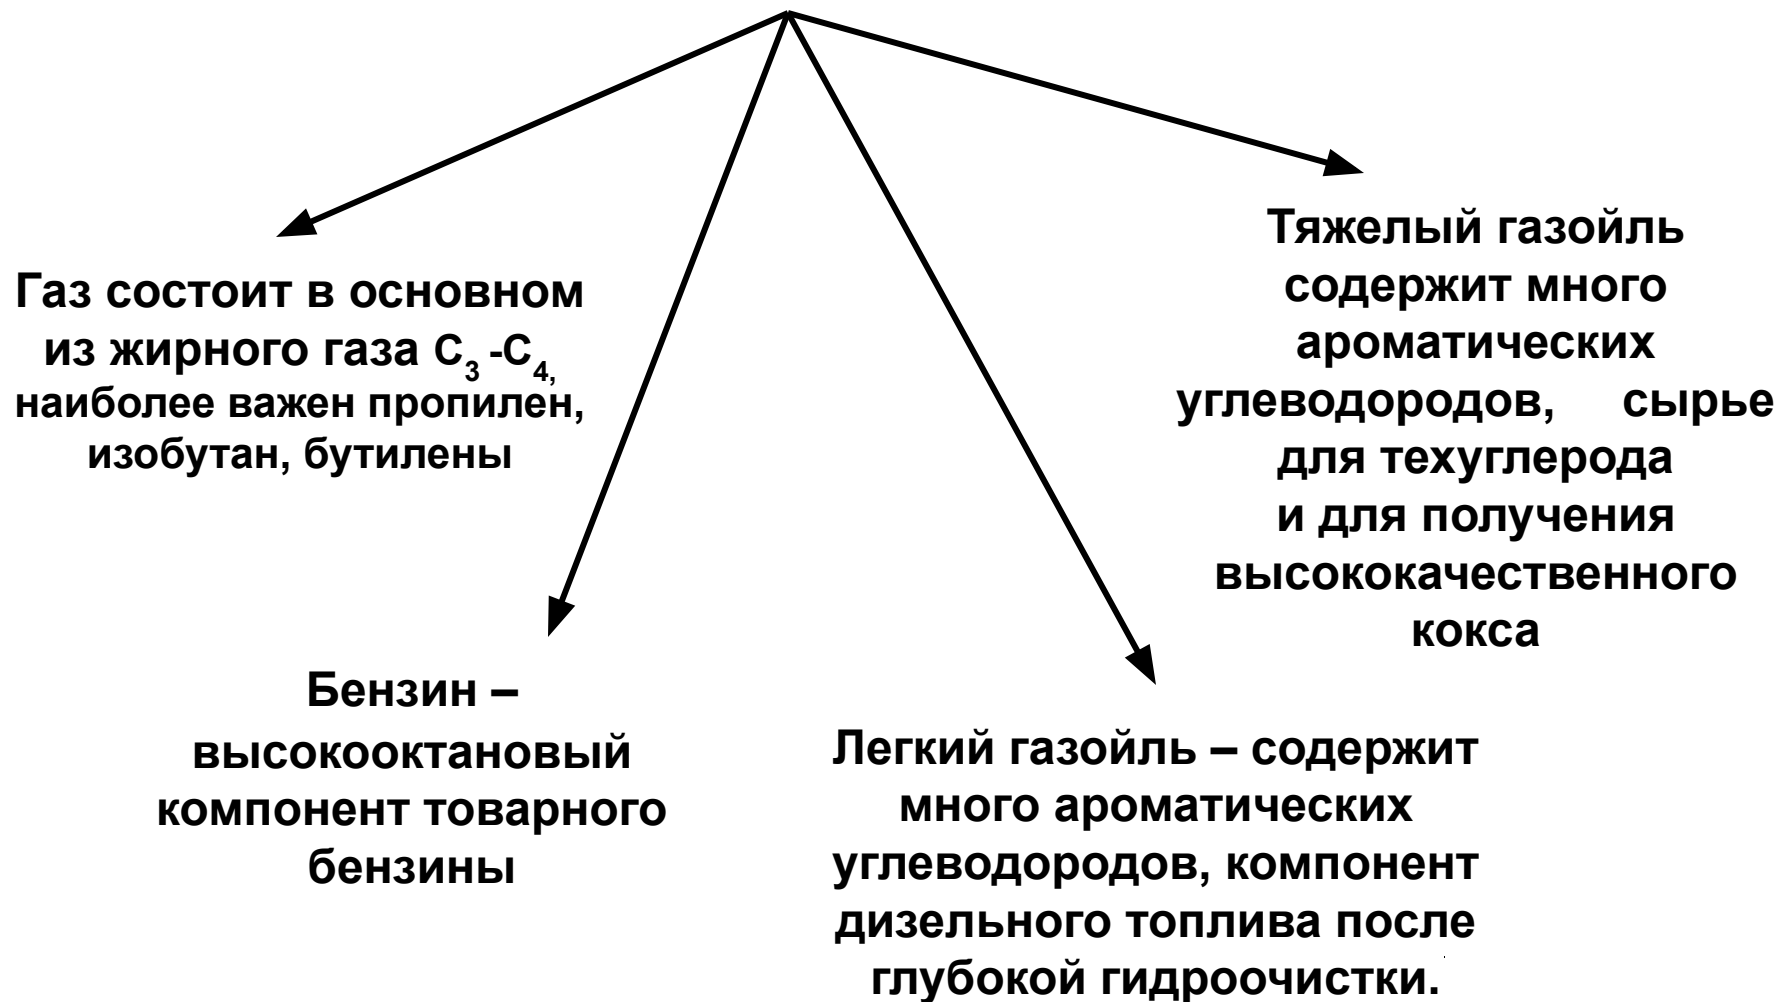 Газ состоит в основном
из жирного газа С₃ -С₄,
наиболее важен пропилен,
изобутан, бутилены
Бензин –
высокооктановый
компонент товарного
бензины
Легкий газойль – содержит
много ароматических
углеводородов, компонент
дизельного топлива после
глубокой гидроочистки.
Тяжелый газойль
содержит много
ароматических
углеводородов, сырье
для техуглерода
и для получения
высококачественного
кокса